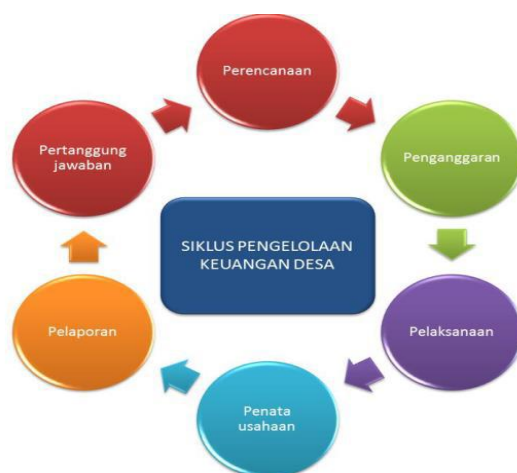 Perencanaan
Penganggaran
Pelaksanaan
Penata
usahaan
Pelaporan
Pertanggung
jawaban
SIKLUS PENGELOLAAN
KEUANGAN DESA